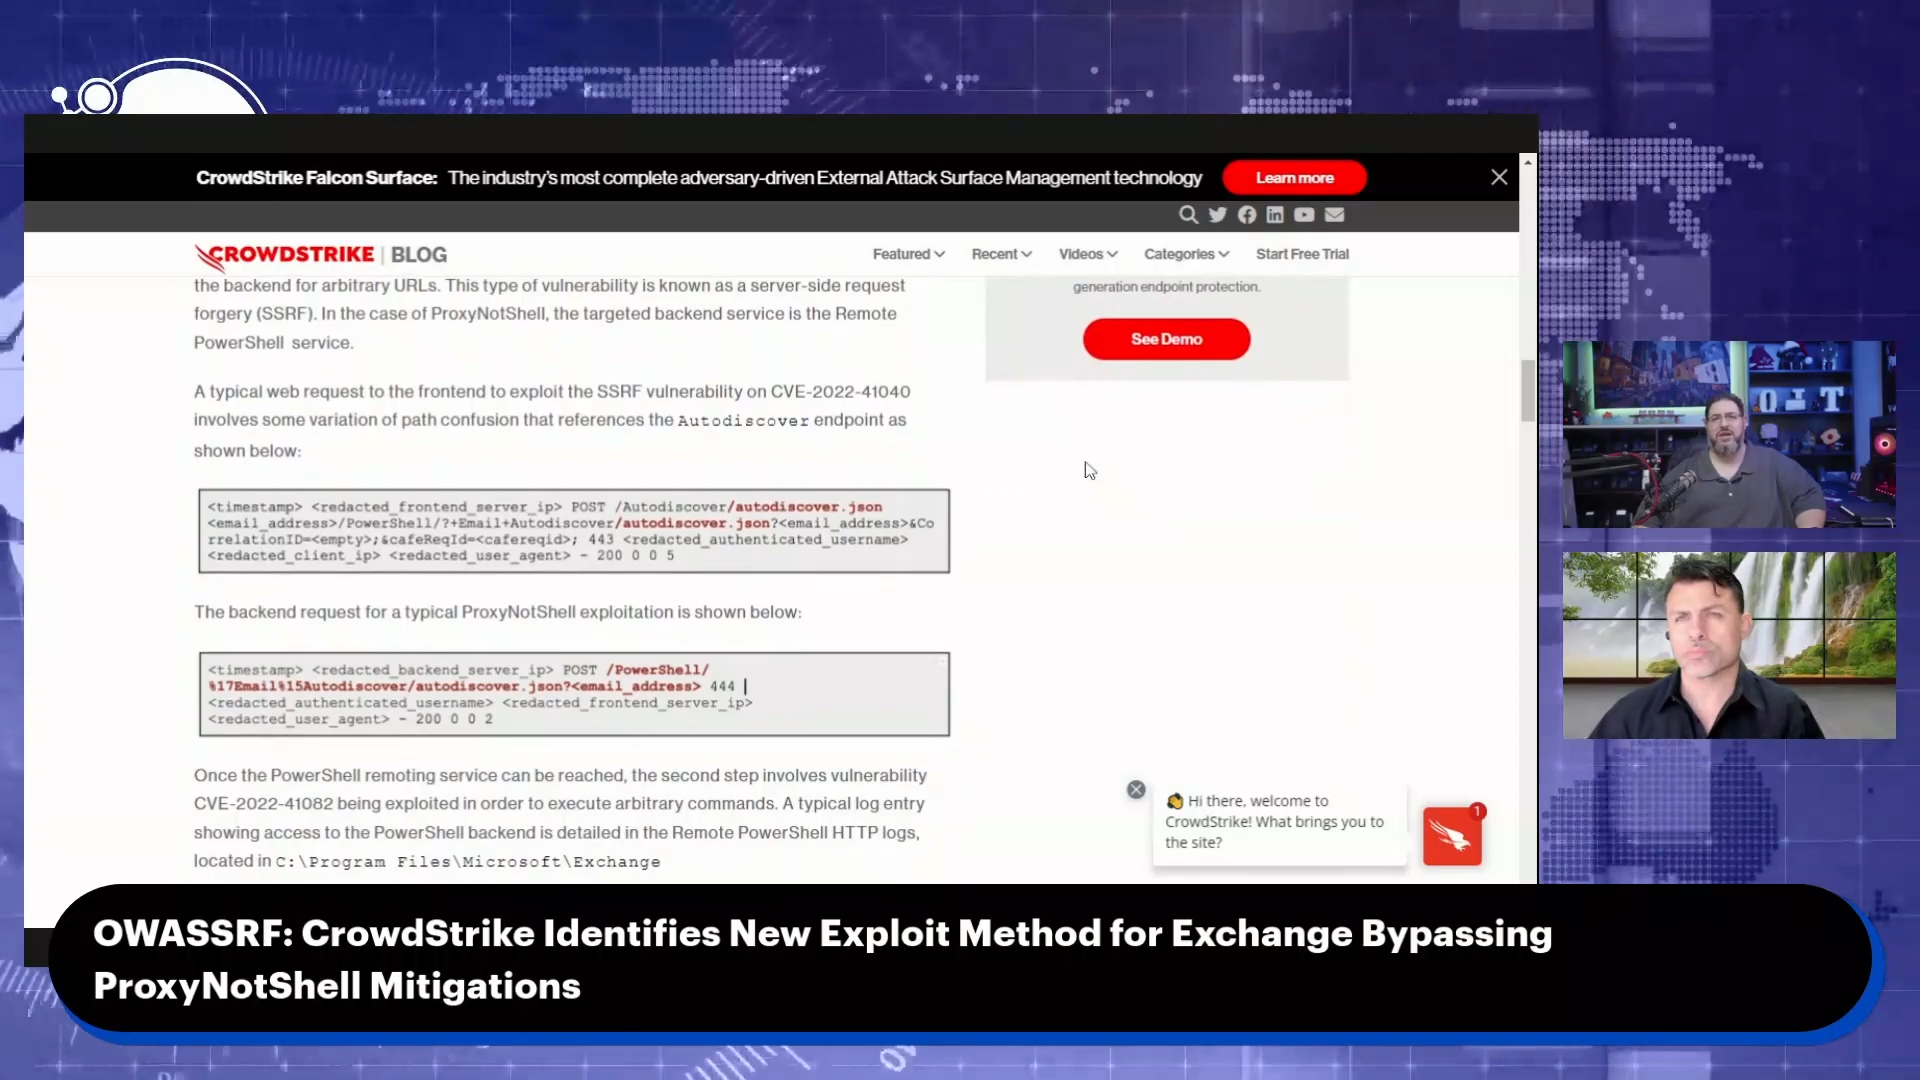 CrowdStrike Falcon Surface: The industry's most complete adversary-driven External Attack Surface Management technology
Learn more
CROWDSTRIKE | BLOG
Featured
Recent
Videos
Categories
Start Free Trial
the backend for arbitrary URLs. This type of vulnerability is known as a server-side request
forgery (SSRF). In the case of ProxyNotShell, the targeted backend service is the Remote
PowerShell service.
generation endpoint protection.
See Demo
A typical web request to the frontend to exploit the SSRF vulnerability on CVE-2022-41040
involves some variation of path confusion that references the Autodiscover endpoint as
shown below:
<timestamp> <redacted_frontend_server_ip> POST /Autodiscover/autodiscover.json
<email_address>/PowerShell/?+Email+Autodiscover/autodiscover.json?<email_address>&Co
rrelationID=<empty>;&cafeReqId=<cafereqid>; 443 <redacted_authenticated_username>
<redacted_client_ip> <redacted_user_agent> - 200 0 0 5
The backend request for a typical ProxyNotShell exploitation is shown below:
<timestamp> <redacted_backend_server_ip> POST /PowerShell/
%17Email%15Autodiscover/autodiscover.json?<email_address> 444
<redacted_authenticated_username> <redacted_frontend_server_ip>
<redacted_user_agent> - 200 0 0 2
Once the PowerShell remoting service can be reached, the second step involves vulnerability
CVE-2022-41082 being exploited in order to execute arbitrary commands. A typical log entry
showing access to the PowerShell backend is detailed in the Remote PowerShell HTTP logs,
located in C:\Program Files\Microsoft\Exchange
👋 Hi there, welcome to
CrowdStrike! What brings you to
the site?
1
O I T
OWASSRF: CrowdStrike Identifies New Exploit Method for Exchange Bypassing
ProxyNotShell Mitigations